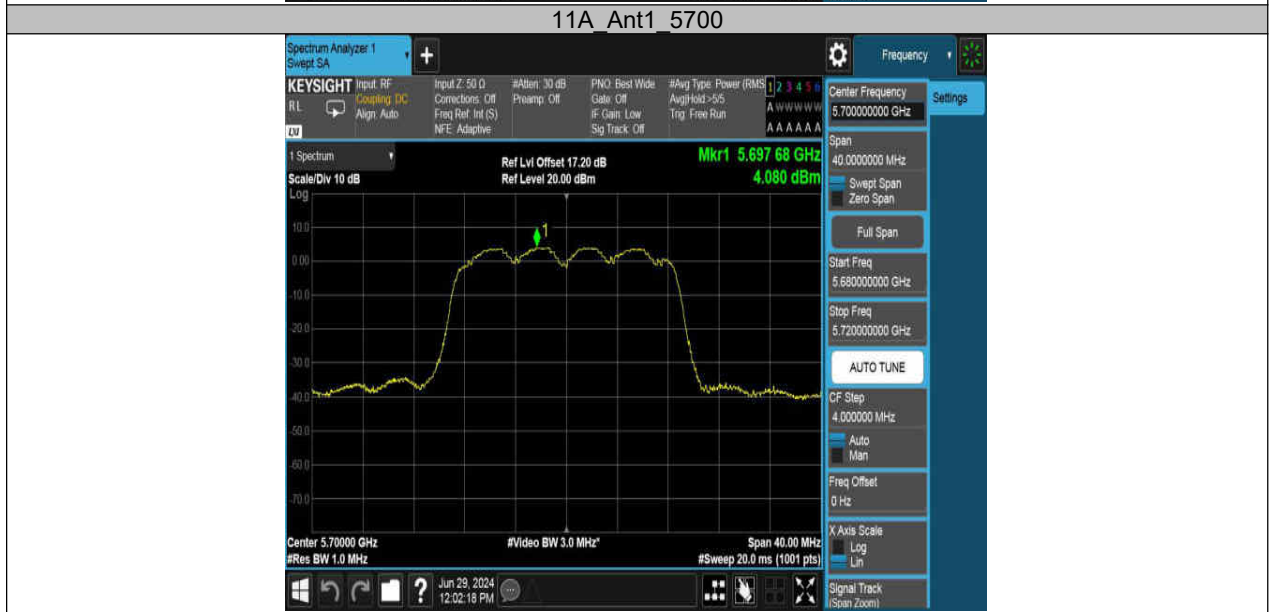 11A_Ant1_5700
Spectrum Analyzer 1
Swept SA
+
Frequency
KEYSIGHT
RL
LXI
Input: RF
Coupling: DC
Align: Auto
Input Z: 50 Ω
Corrections: Off
Freq Ref: Int (S)
NFE: Adaptive
#Atten: 30 dB
Preamp: Off
PNO: Best Wide
Gate: Off
IF Gain: Low
Sig Track: Off
#Avg Type: Power (RMS
Avg|Hold:>5/5
Trig: Free Run
1 2 3 4 5 6
A W W W W W
A A A A A A
Center Frequency
5.700000000 GHz
Settings
Span
40.0000000 MHz
Swept Span
Zero Span
Full Span
Start Freq
5.680000000 GHz
Stop Freq
5.720000000 GHz
AUTO TUNE
CF Step
4.000000 MHz
Auto
Man
Freq Offset
0 Hz
X Axis Scale
Log
Lin
Signal Track
(Span Zoom)
1 Spectrum
Scale/Div 10 dB
Log
Ref Lvl Offset 17.20 dB
Ref Level 20.00 dBm
Mkr1 5.697 68 GHz
4.080 dBm
1
10.0
0.00
-10.0
-20.0
-30.0
-40.0
-50.0
-60.0
-70.0
Center 5.70000 GHz
#Res BW 1.0 MHz
#Video BW 3.0 MHz*
Span 40.00 MHz
#Sweep 20.0 ms (1001 pts)
?
Jun 29, 2024
12:02:18 PM